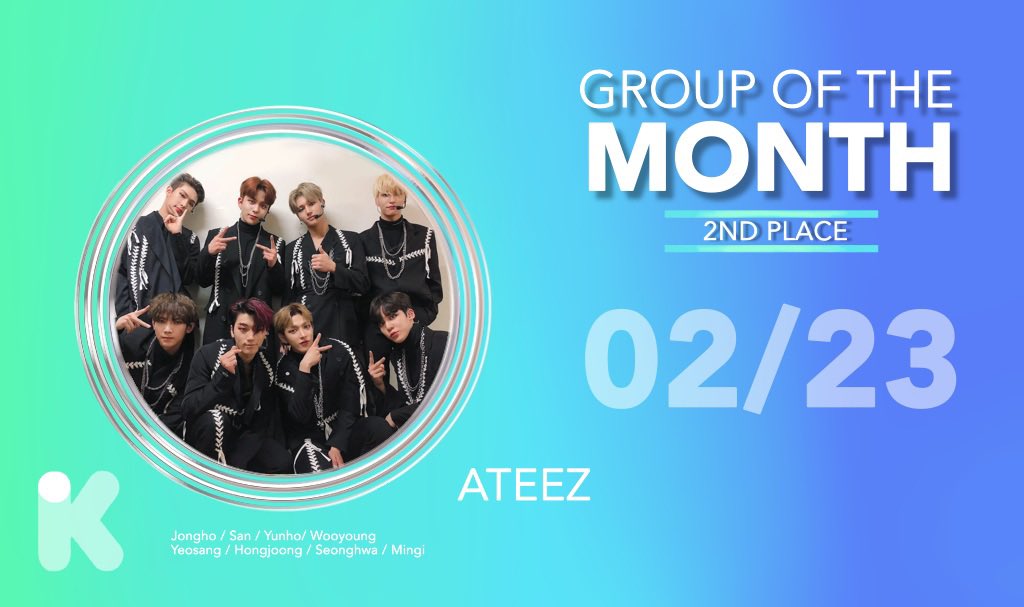 GROUP OF THE
MONTH
2ND PLACE
02/23
ATEEZ
K
Jongho / San / Yunho/ Wooyoung
Yeosang / Hongjoong / Seonghwa / Mingi